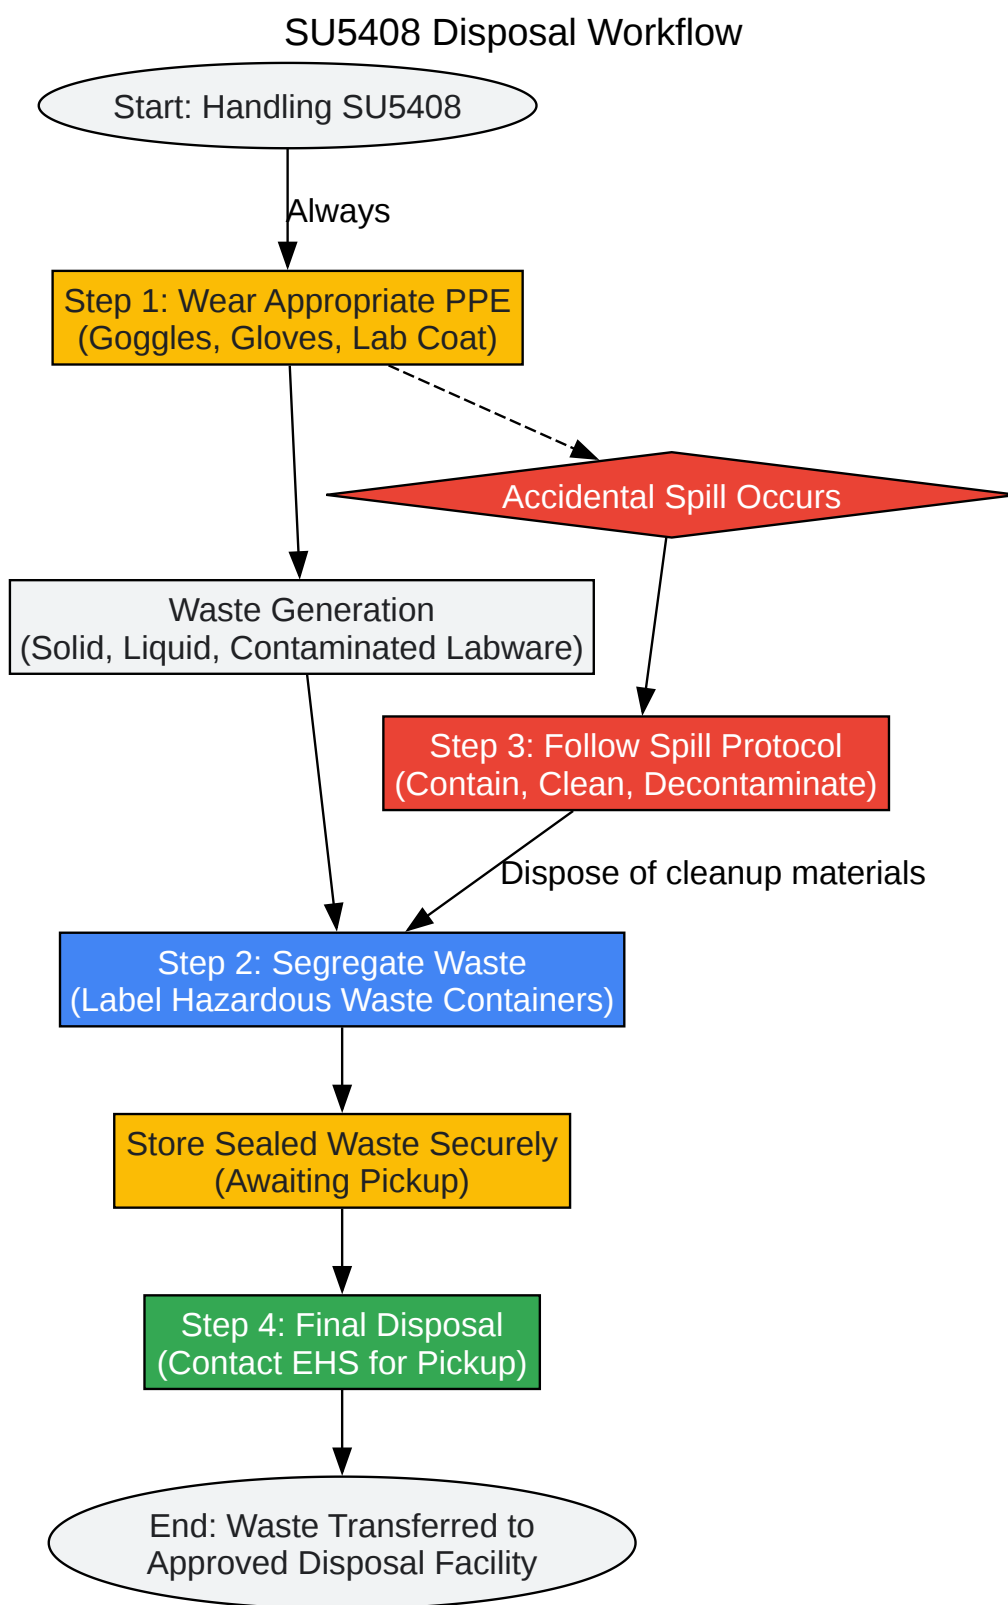 SU5408 Disposal Workflow
Start: Handling SU5408
Always
Step 1: Wear Appropriate PPE
(Goggles, Gloves, Lab Coat)
Accidental Spill Occurs
Waste Generation
(Solid, Liquid, Contaminated Labware)
Step 3: Follow Spill Protocol
(Contain, Clean, Decontaminate)
Dispose of cleanup materials
Step 2: Segregate Waste
(Label Hazardous Waste Containers)
Store Sealed Waste Securely
(Awaiting Pickup)
Step 4: Final Disposal
(Contact EHS for Pickup)
End: Waste Transferred to
Approved Disposal Facility